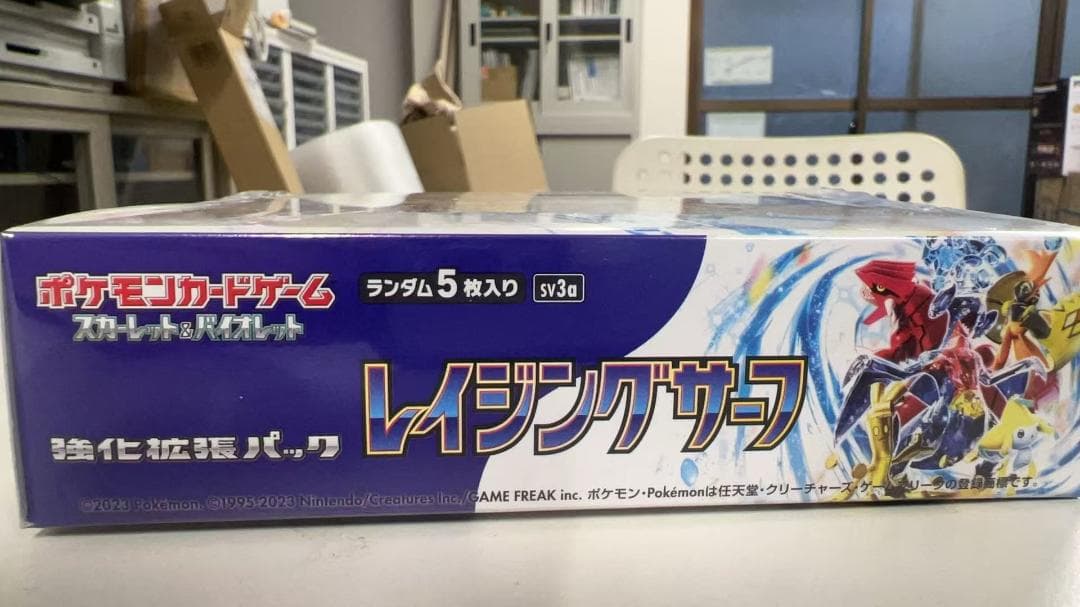 ポケモンカードゲーム
スカーレット&バイオレット
ランダム5枚入り SV3a
レイジングサーフ
強化拡張パック
©2023 Pokémon. ©1995-2023 Nintendo/Creatures Inc./GAME FREAK inc. ポケモン・Pokémonは任天堂・クリーチャーズ・ゲームフリークの登録商標です。